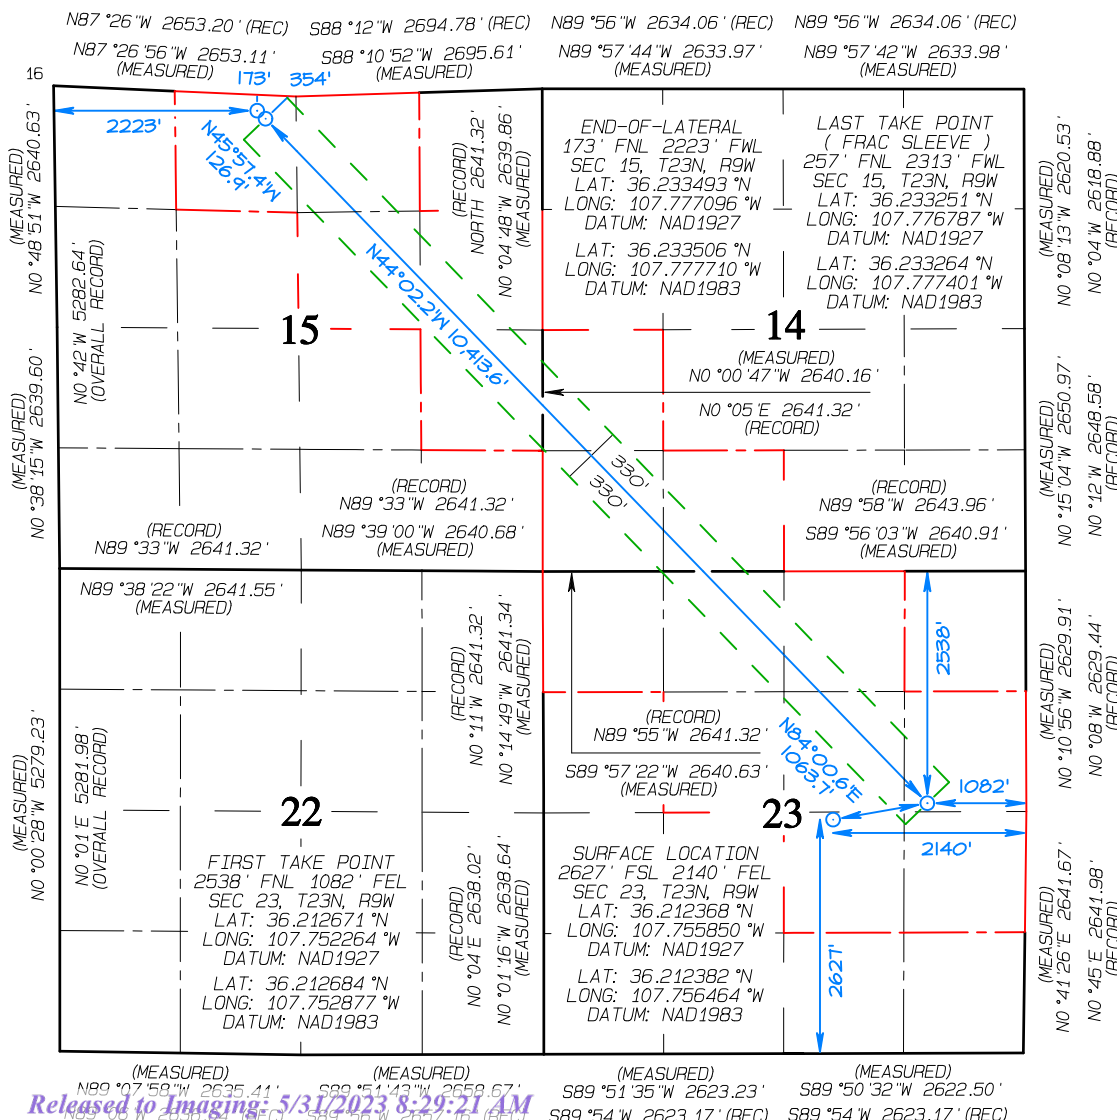 N87°26'W 2653.20' (REC)
S88°12'W 2694.78' (REC)
N89°56'W 2634.06' (REC)
N89°56'W 2634.06' (REC)
N87°26'56"W 2653.11'
(MEASURED)
S88°10'52"W 2695.61'
(MEASURED)
N89°57'44"W 2633.97'
(MEASURED)
N89°57'42"W 2633.98'
(MEASURED)
16
173'
354'
2223'
N45°57.4'W
126.9'
(MEASURED)
N0°48'51"W 2640.63'
(RECORD)
NORTH 2641.32'
N0°04'48"W 2639.86'
(MEASURED)
END-OF-LATERAL
173' FNL 2223' FWL
SEC 15, T23N, R9W
LAT: 36.233493°N
LONG: 107.777096°W
DATUM: NAD1927
LAT: 36.233506°N
LONG: 107.777710°W
DATUM: NAD1983
LAST TAKE POINT
( FRAC SLEEVE )
257' FNL 2313' FWL
SEC 15, T23N, R9W
LAT: 36.233251°N
LONG: 107.776787°W
DATUM: NAD1927
LAT: 36.233264°N
LONG: 107.777401°W
DATUM: NAD1983
(MEASURED)
N0°08'13"W 2620.53'
N0°04'W 2618.88'
(RECORD)
N0°42'W 5282.64'
(OVERALL RECORD)
N44°02.2'W 10,413.6'
15
14
(MEASURED)
N0°00'47"W 2640.16'
N0°05'E 2641.32'
(RECORD)
(MEASURED)
N0°38'15"W 2639.60'
(MEASURED)
N0°15'04"W 2650.97'
N0°12'W 2648.58'
(RECORD)
330'
330'
(RECORD)
N89°33'W 2641.32'
N89°39'00"W 2640.68'
(MEASURED)
(RECORD)
N89°58'W 2643.96'
S89°56'03"W 2640.91'
(MEASURED)
(RECORD)
N89°33'W 2641.32'
N89°38'22"W 2641.55'
(MEASURED)
2538'
(RECORD)
N0°11'W 2641.32'
N0°14'49"W 2641.34'
(MEASURED)
(MEASURED)
N0°10'56"W 2629.91'
N0°08'W 2629.44'
(RECORD)
(RECORD)
N89°55'W 2641.32'
S89°57'22"W 2640.63'
(MEASURED)
N84°00.6'E
1063.7'
1082'
2140'
(MEASURED)
N0°00'28"W 5279.23'
N0°01'E 5281.98'
(OVERALL RECORD)
22
23
FIRST TAKE POINT
2538' FNL 1082' FEL
SEC 23, T23N, R9W
LAT: 36.212671°N
LONG: 107.752264°W
DATUM: NAD1927
LAT: 36.212684°N
LONG: 107.752877°W
DATUM: NAD1983
(RECORD)
N0°04'E 2638.02'
N0°01'16"W 2638.64'
(MEASURED)
SURFACE LOCATION
2627' FSL 2140' FEL
SEC 23, T23N, R9W
LAT: 36.212368°N
LONG: 107.755850°W
DATUM: NAD1927
LAT: 36.212382°N
LONG: 107.756464°W
DATUM: NAD1983
2627'
(MEASURED)
N0°41'26"E 2641.67'
N0°45'E 2641.98'
(RECORD)
(MEASURED)
N89°07'58"W 2635.41'
(MEASURED)
S89°51'43"W 2658.67'
(MEASURED)
S89°51'35"W 2623.23'
(MEASURED)
S89°50'32"W 2622.50'
Released to Imaging: 5/31/2023 8:29:21 AM
S89°54'W 2623.17' (REC)
S89°54'W 2623.17' (REC)